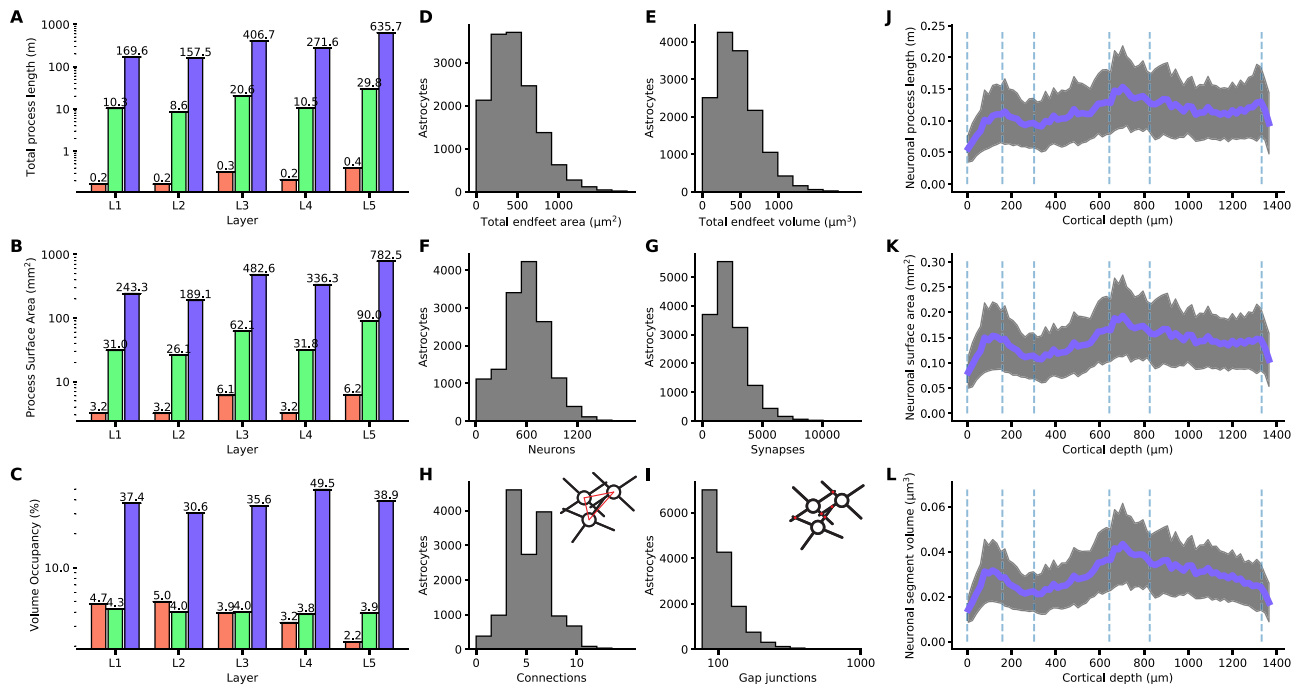 A
Total process length (m)
1000
100
10
1
169.6
157.5
406.7
271.6
635.7
10.3
8.6
20.6
10.5
29.8
0.2
0.2
0.3
0.2
0.4
L1
L2
L3
L4
L5
Layer
B
Process Surface Area (mm²)
1000
100
10
243.3
189.1
482.6
336.3
782.5
31.0
26.1
62.1
31.8
90.0
3.2
3.2
6.1
3.2
6.2
L1
L2
L3
L4
L5
Layer
C
Volume Occupancy (%)
10.0
37.4
30.6
35.6
49.5
38.9
4.7
4.3
5.0
4.0
3.9
4.0
3.2
3.8
2.2
3.9
L1
L2
L3
L4
L5
Layer
D
Astrocytes
3000
2000
1000
0
0
500
1000
Total endfeet area (μm²)
E
Astrocytes
4000
3000
2000
1000
0
0
500
1000
Total endfeet volume (μm³)
F
Astrocytes
4000
3000
2000
1000
0
0
600
1200
Neurons
G
Astrocytes
5000
4000
3000
2000
1000
0
0
5000
10000
Synapses
H
Astrocytes
4000
3000
2000
1000
0
0
10
Connections
I
Astrocytes
6000
4000
2000
0
100
1000
Gap junctions
J
Neuronal process length (m)
0.25
0.20
0.15
0.10
0.05
0.00
0
200
400
600
800
1000
1200
1400
Cortical depth (μm)
K
Neuronal surface area (mm²)
0.30
0.25
0.20
0.15
0.10
0.05
0.00
0
200
400
600
800
1000
1200
1400
Cortical depth (μm)
L
Neuronal segment volume (μm³)
0.06
0.04
0.02
0.00
0
200
400
600
800
1000
1200
1400
Cortical depth (μm)